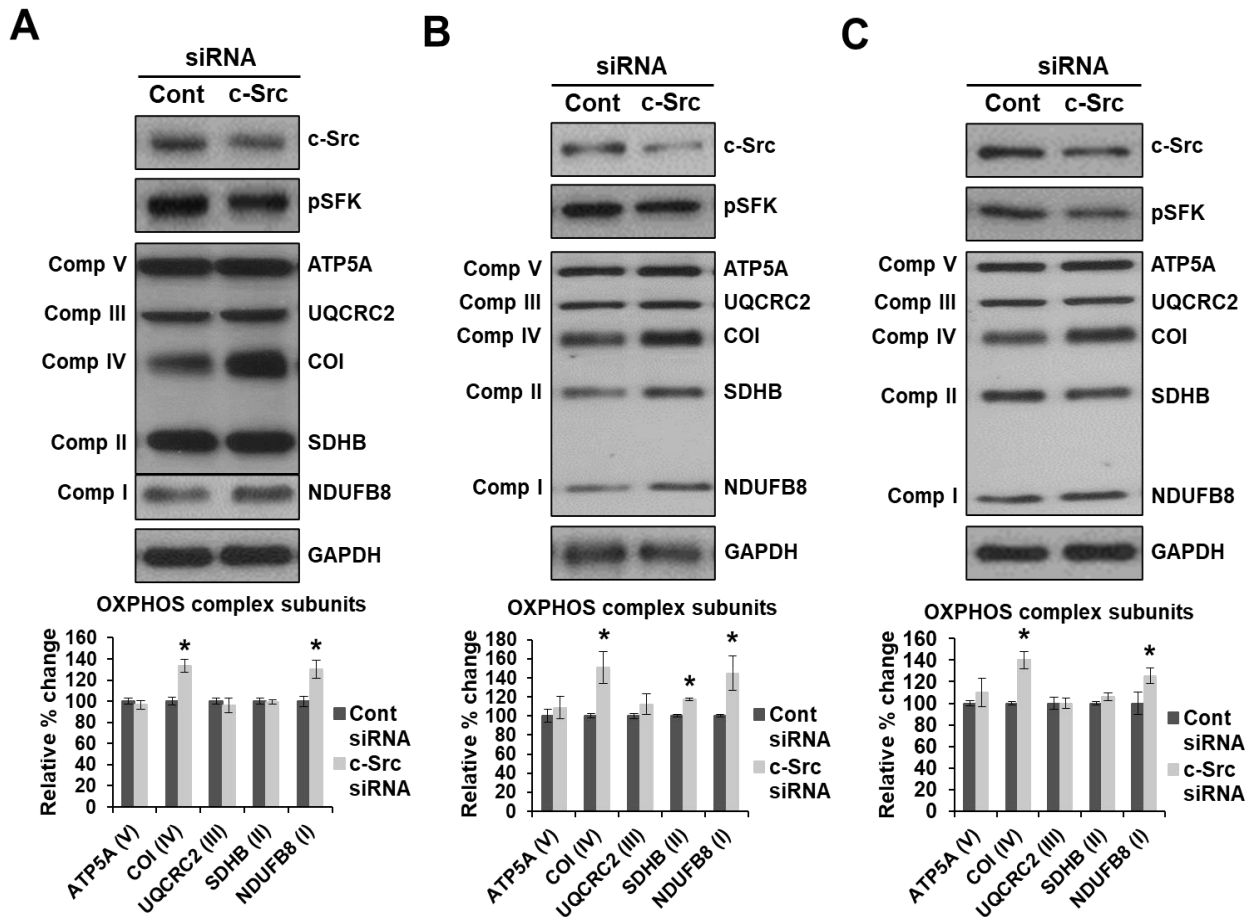 A
siRNA
Cont c-Src
c-Src
pSFK
Comp V ATP5A
Comp III UQCRC2
Comp IV COI
Comp II SDHB
Comp I NDUFB8
GAPDH
OXPHOS complex subunits
Relative % change
160
140
120
100
80
60
40
20
0
* *
ATP5A (V)
COI (IV)
UQCRC2 (III)
SDHB (II)
NDUFB8 (I)
Cont
siRNA
c-Src
siRNA
B
siRNA
Cont c-Src
c-Src
pSFK
Comp V ATP5A
Comp III UQCRC2
Comp IV COI
Comp II SDHB
Comp I NDUFB8
GAPDH
OXPHOS complex subunits
Relative % change
180
160
140
120
100
80
60
40
20
0
* * *
ATP5A (V)
COI (IV)
UQCRC2 (III)
SDHB (II)
NDUFB8 (I)
Cont
siRNA
c-Src
siRNA
C
siRNA
Cont c-Src
c-Src
pSFK
Comp V ATP5A
Comp III UQCRC2
Comp IV COI
Comp II SDHB
Comp I NDUFB8
GAPDH
OXPHOS complex subunits
Relative % change
160
140
120
100
80
60
40
20
0
* *
ATP5A (V)
COI (IV)
UQCRC2 (III)
SDHB (II)
NDUFB8 (I)
Cont
siRNA
c-Src
siRNA